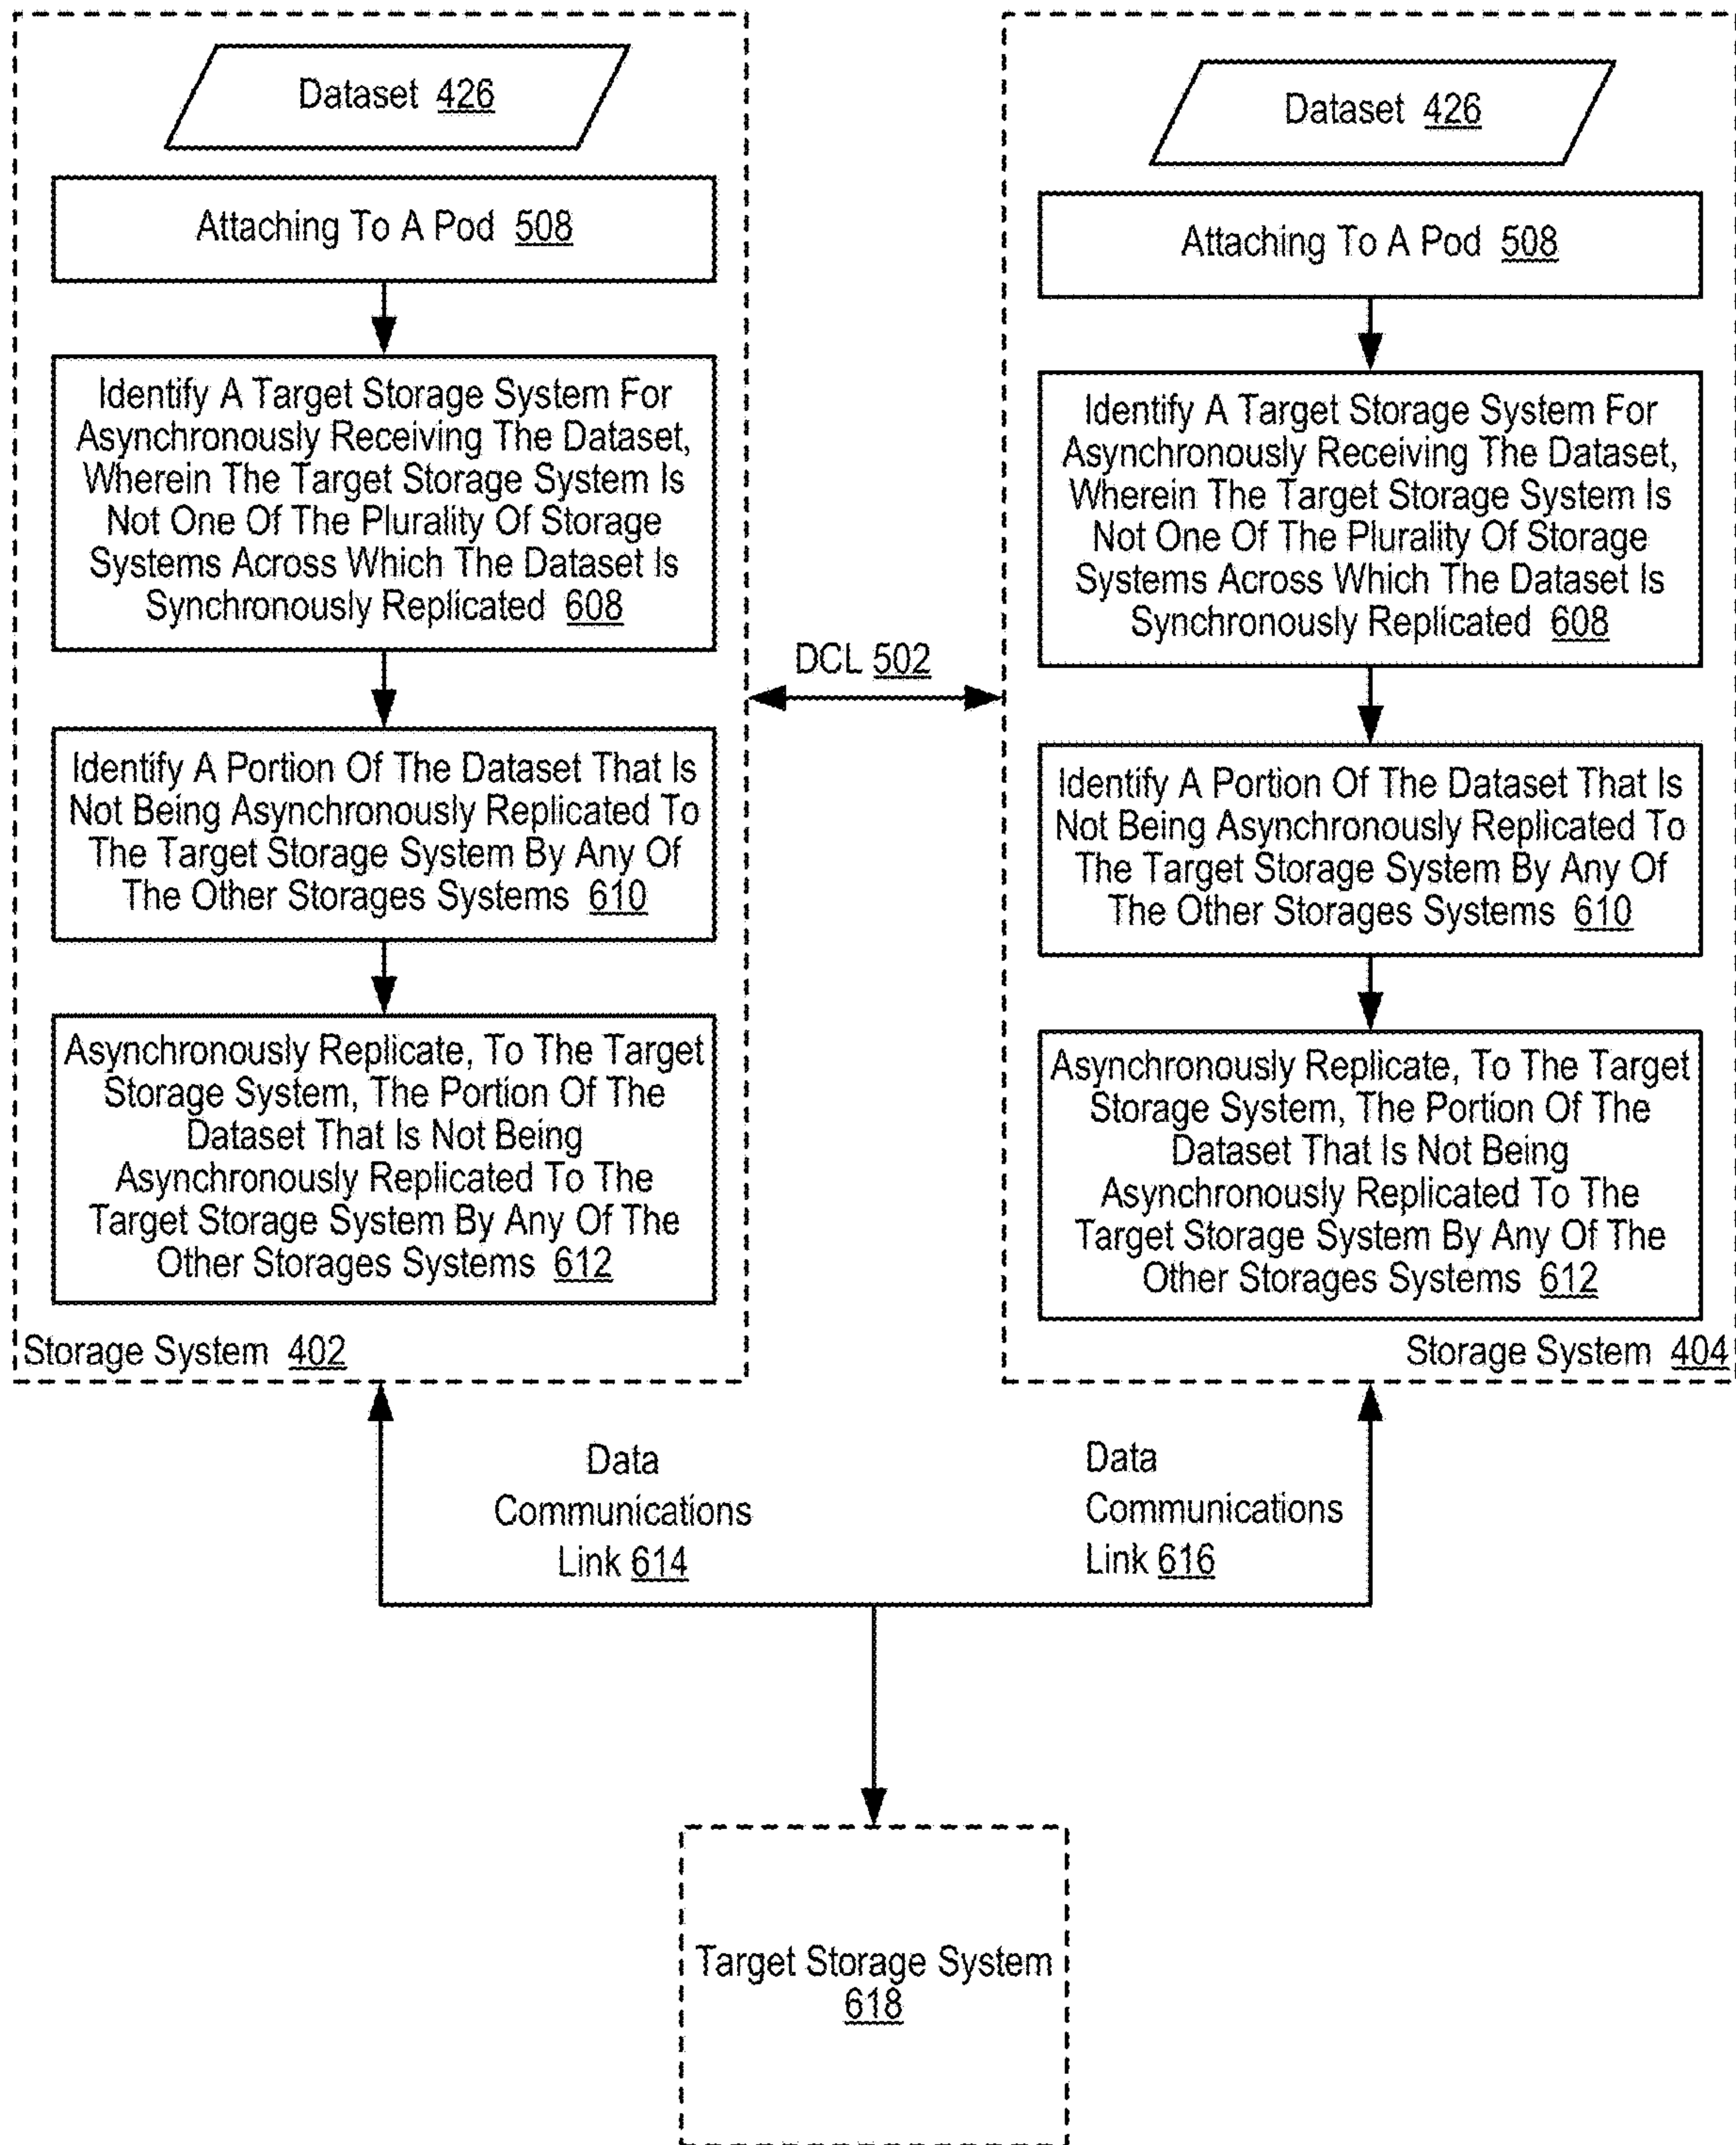 Dataset 426
Attaching To A Pod 508
Identify A Target Storage System For
Asynchronously Receiving The Dataset,
Wherein The Target Storage System Is
Not One Of The Plurality Of Storage
Systems Across Which The Dataset Is
Synchronously Replicated 608
Identify A Portion Of The Dataset That Is
Not Being Asynchronously Replicated To
The Target Storage System By Any Of
The Other Storages Systems 610
Asynchronously Replicate, To The Target
Storage System, The Portion Of The
Dataset That Is Not Being
Asynchronously Replicated To The
Target Storage System By Any Of The
Other Storages Systems 612
Storage System 402
DCL 502
Dataset 426
Attaching To A Pod 508
Identify A Target Storage System For
Asynchronously Receiving The Dataset,
Wherein The Target Storage System Is
Not One Of The Plurality Of Storage
Systems Across Which The Dataset Is
Synchronously Replicated 608
Identify A Portion Of The Dataset That Is
Not Being Asynchronously Replicated To
The Target Storage System By Any Of
The Other Storages Systems 610
Asynchronously Replicate, To The Target
Storage System, The Portion Of The
Dataset That Is Not Being
Asynchronously Replicated To The
Target Storage System By Any Of The
Other Storages Systems 612
Storage System 404
Data
Communications
Link 614
Data
Communications
Link 616
Target Storage System
618